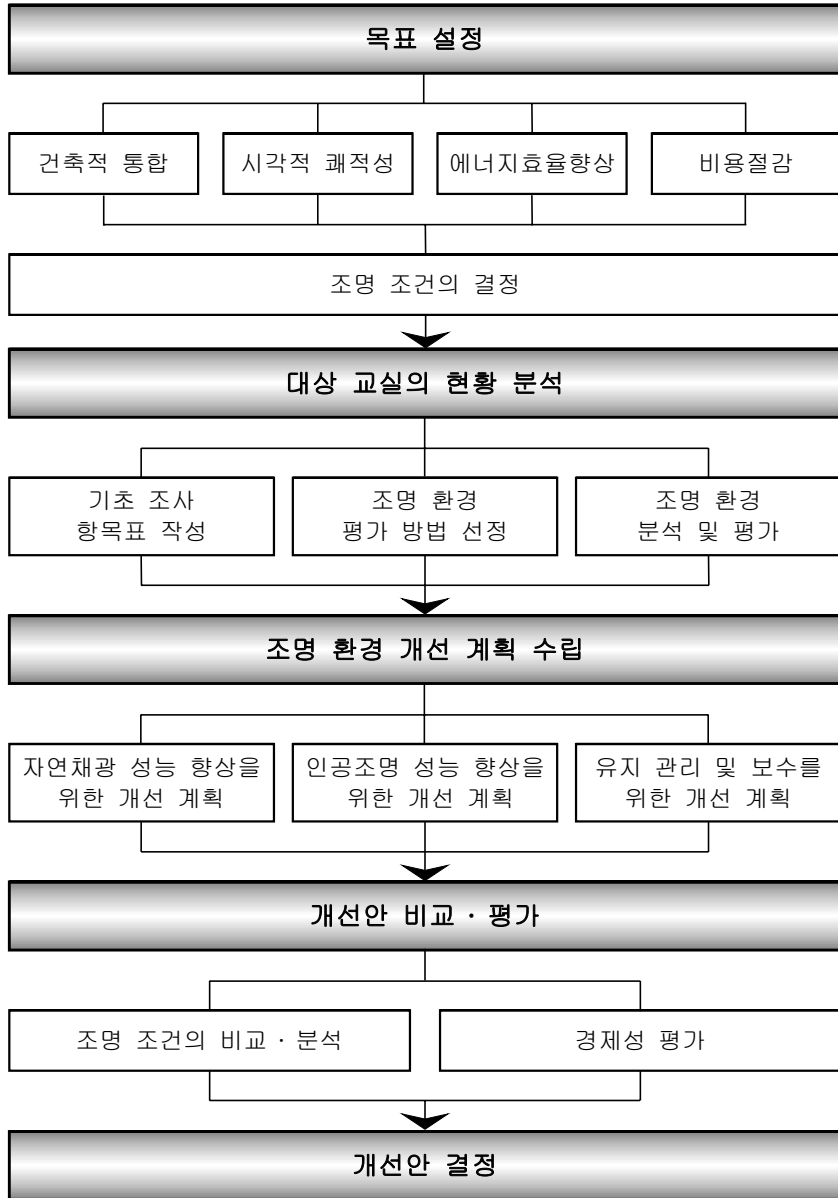 목표 설정
건축적 통합
시각적 쾌적성
에너지효율향상
비용절감
조명 조건의 결정
대상 교실의 현황 분석
기초 조사
항목표 작성
조명 환경
평가 방법 선정
조명 환경
분석 및 평가
조명 환경 개선 계획 수립
자연채광 성능 향상을
위한 개선 계획
인공조명 성능 향상을
위한 개선 계획
유지 관리 및 보수를
위한 개선 계획
개선안 비교 · 평가
조명 조건의 비교 · 분석
경제성 평가
개선안 결정